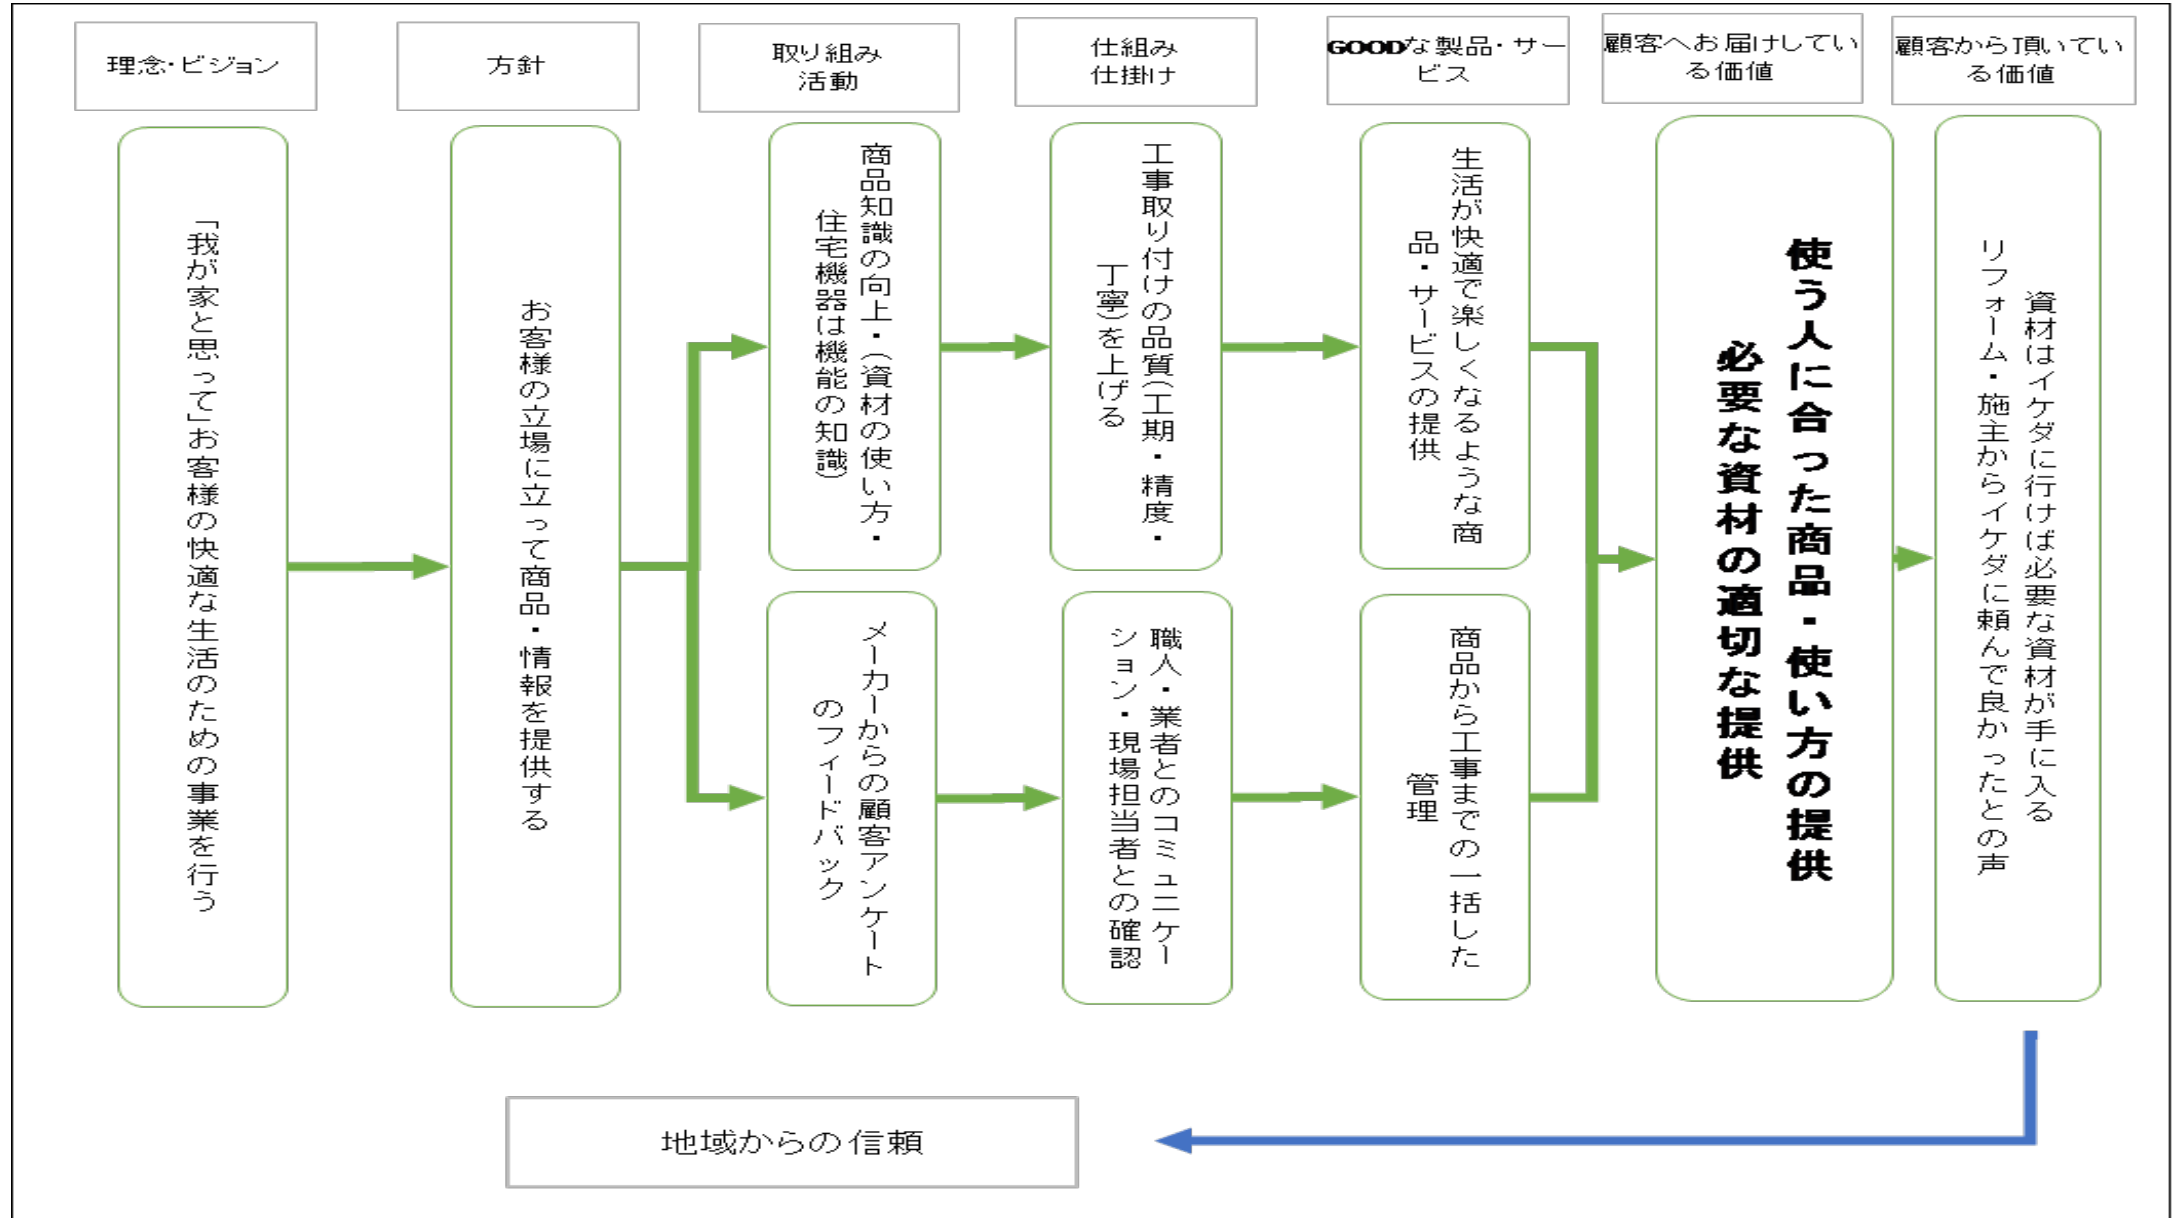 理念・ビジョン
方針
取り組み
活動
仕組み
仕掛け
GOODな製品・サー
ビス
顧客へお届けしてい
る価値
顧客から頂いてい
る価値
「我が家と思って」お客様の快適な生活のための事業を行う
お客様の立場に立って商品・情報を提供する
商品知識の向上・（資材の使い方・
住宅機器は機能の知識）
メーカーからの顧客アンケート
のフィードバック
工事取り付けの品質（工期・精度・
丁寧）を上げる
職人・業者とのコミュニケー
ション・現場担当者との確認
生活が快適で楽しくなるような商
品・サービスの提供
商品から工事までの一括した
管理
使う人に合った商品・使い方の提供
必要な資材の適切な提供
資材はイケダに行けば必要な資材が手に入る
リフォーム・施主からイケダに頼んで良かったとの声
地域からの信頼